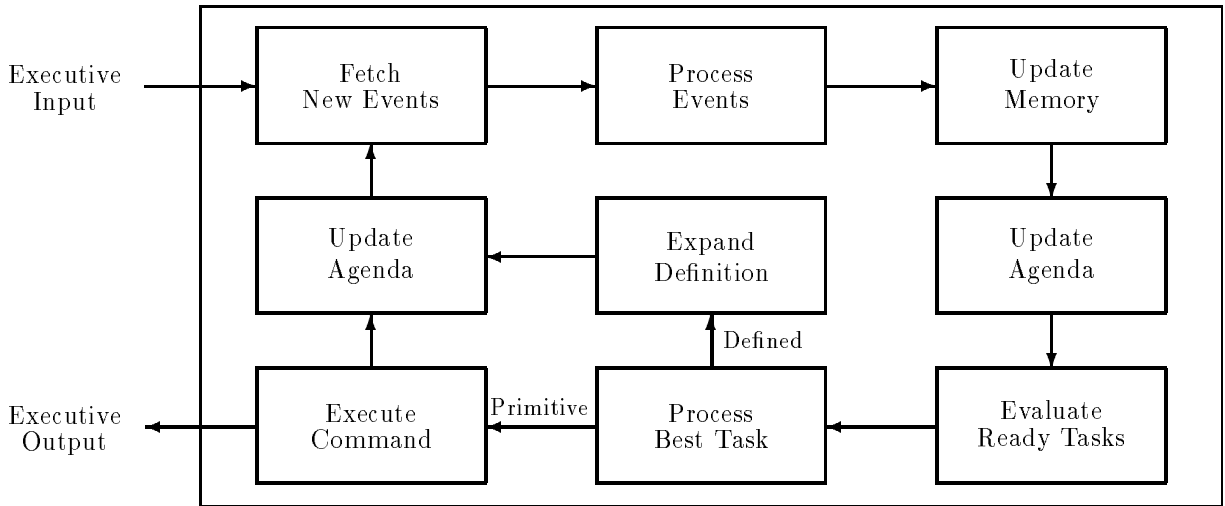 Executive
Input
Fetch
New Events
Process
Events
Update
Memory
Update
Agenda
Expand
Definition
Update
Agenda
Defined
Executive
Output
Execute
Command
Primitive
Process
Best Task
Evaluate
Ready Tasks